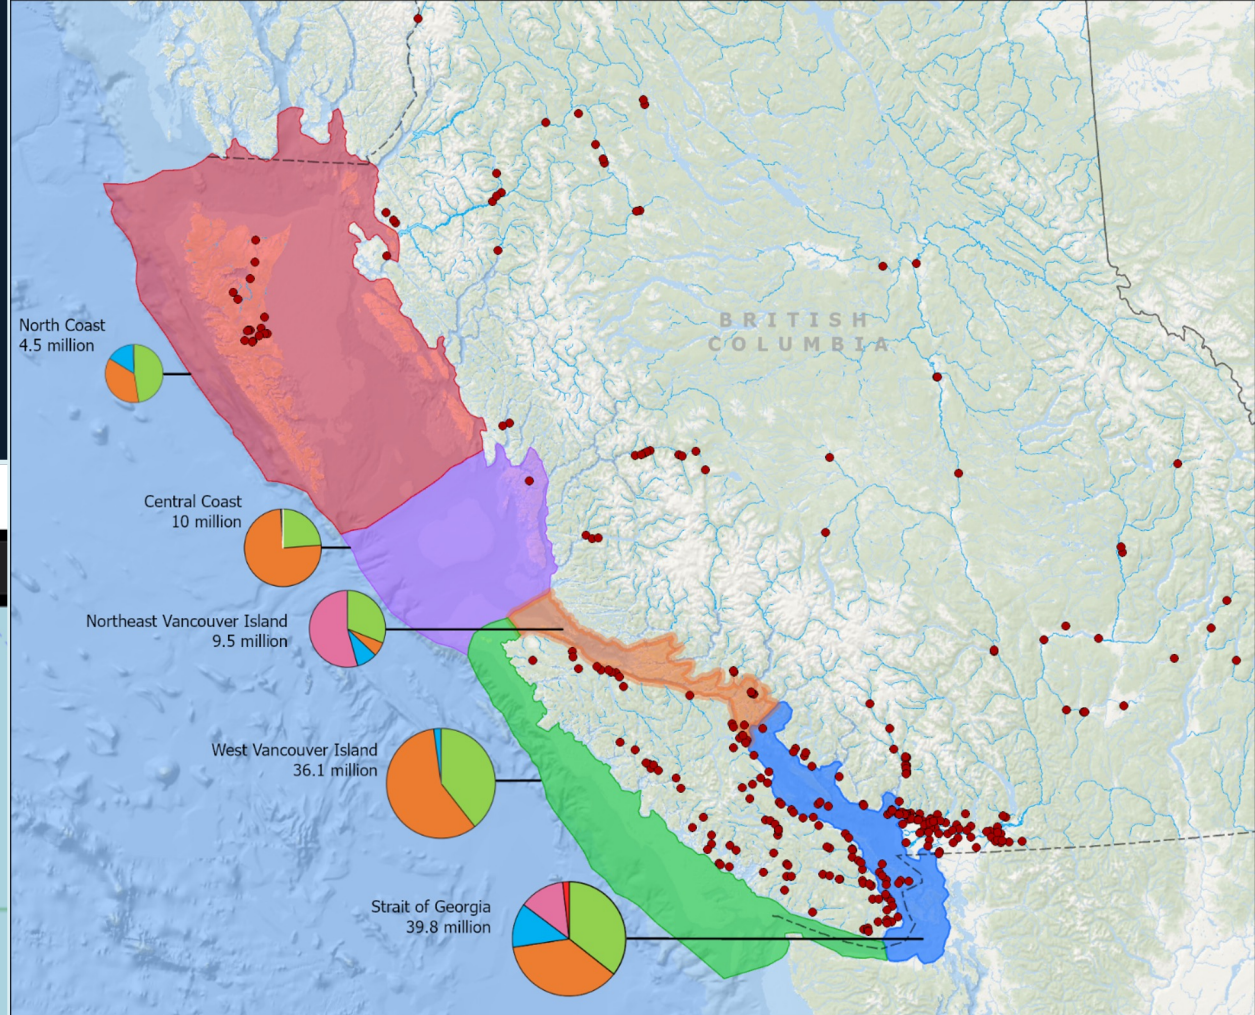 BRITISH
COLUMBIA
North Coast
4.5 million
Central Coast
10 million
Northeast Vancouver Island
9.5 million
West Vancouver Island
36.1 million
Strait of Georgia
39.8 million